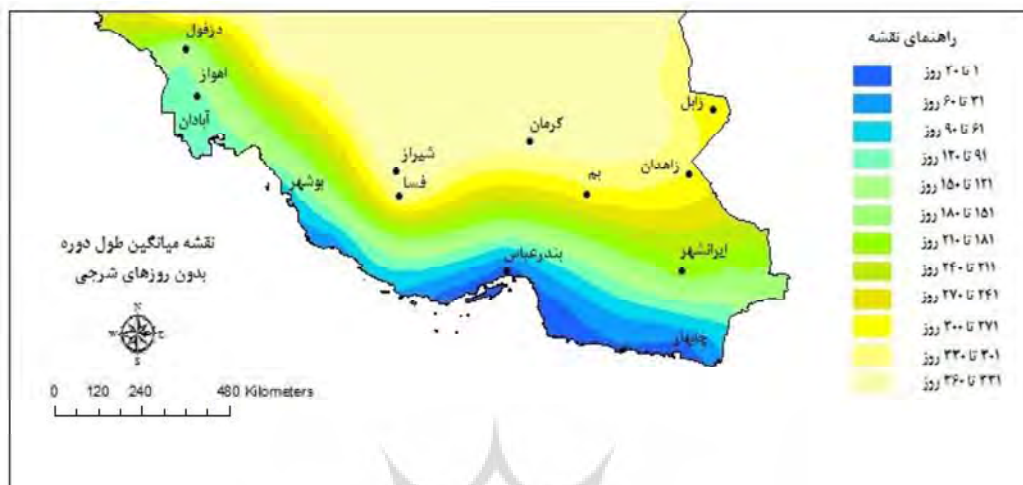 راهنمای نقشه
۱ تا ۲۰ روز
۳۱ تا ۶۰ روز
۶۱ تا ۹۰ روز
۹۱ تا ۱۲۰ روز
۱۲۱ تا ۱۵۰ روز
۱۵۱ تا ۱۸۰ روز
۱۸۱ تا ۲۱۰ روز
۲۱۱ تا ۲۴۰ روز
۲۴۱ تا ۲۷۰ روز
۲۷۱ تا ۳۰۰ روز
۳۰۱ تا ۳۳۰ روز
۳۳۱ تا ۳۶۰ روز
دزفول
اهواز
آبادان
زابل
کرمان
شیراز
فسا
بم
زاهدان
بوشهر
بندرعباس
ایرانشهر
چابهار
نقشه میانگین طول دوره
بدون روزهای شرجی
N
W E
S
0 120 240 480 Kilometers